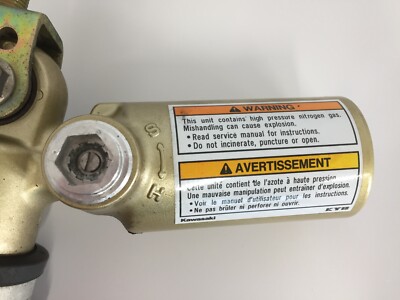 ⚠ WARNING
This unit contains high pressure nitrogen gas.
Mishandling can cause explosion.
• Read service manual for instructions.
• Do not incinerate, puncture or open.
⚠ AVERTISSEMENT
Cette unité contient de l'azote à haute pression.
Une mauvaise manipulation peut entraîner d'explosion.
• Voir le manuel d'utilisateur pour les instructions.
• Ne pas brûler ni perforer ni ouvrir.
Kawasaki KYB
S H